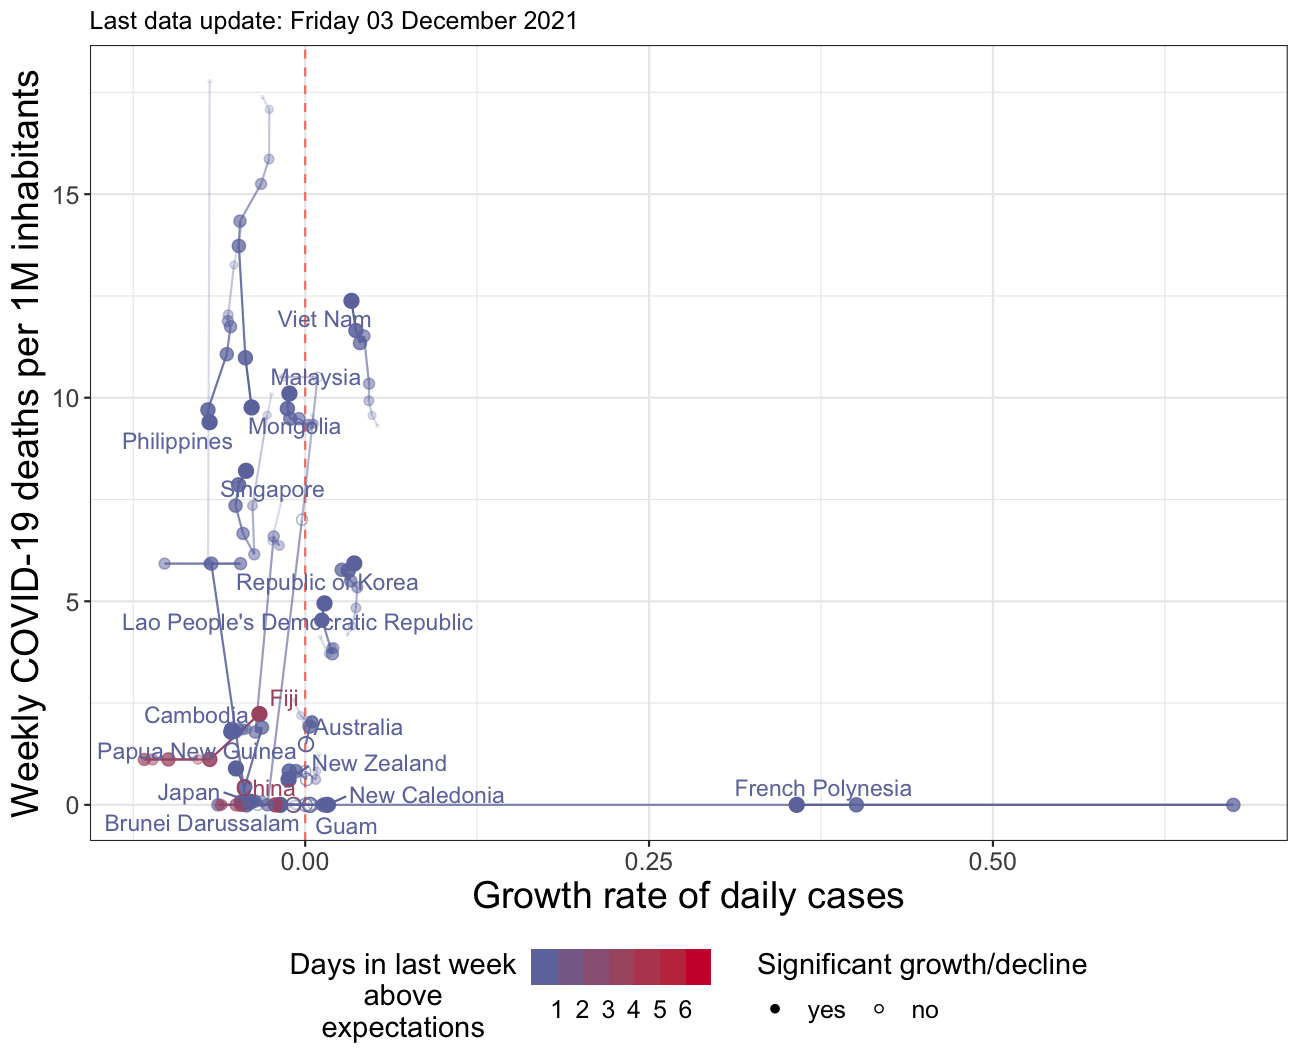 Last data update: Friday 03 December 2021
Weekly COVID-19 deaths per 1M inhabitants
15
10
5
0
Viet Nam
Malaysia
Mongolia
Philippines
Singapore
Republic of Korea
Lao People's Democratic Republic
Fiji
Cambodia
Australia
Papua New Guinea
New Zealand
China
French Polynesia
Japan
New Caledonia
Brunei Darussalam
Guam
0.00
0.25
0.50
Growth rate of daily cases
Days in last week
above
expectations
1 2 3 4 5 6
Significant growth/decline
yes
no